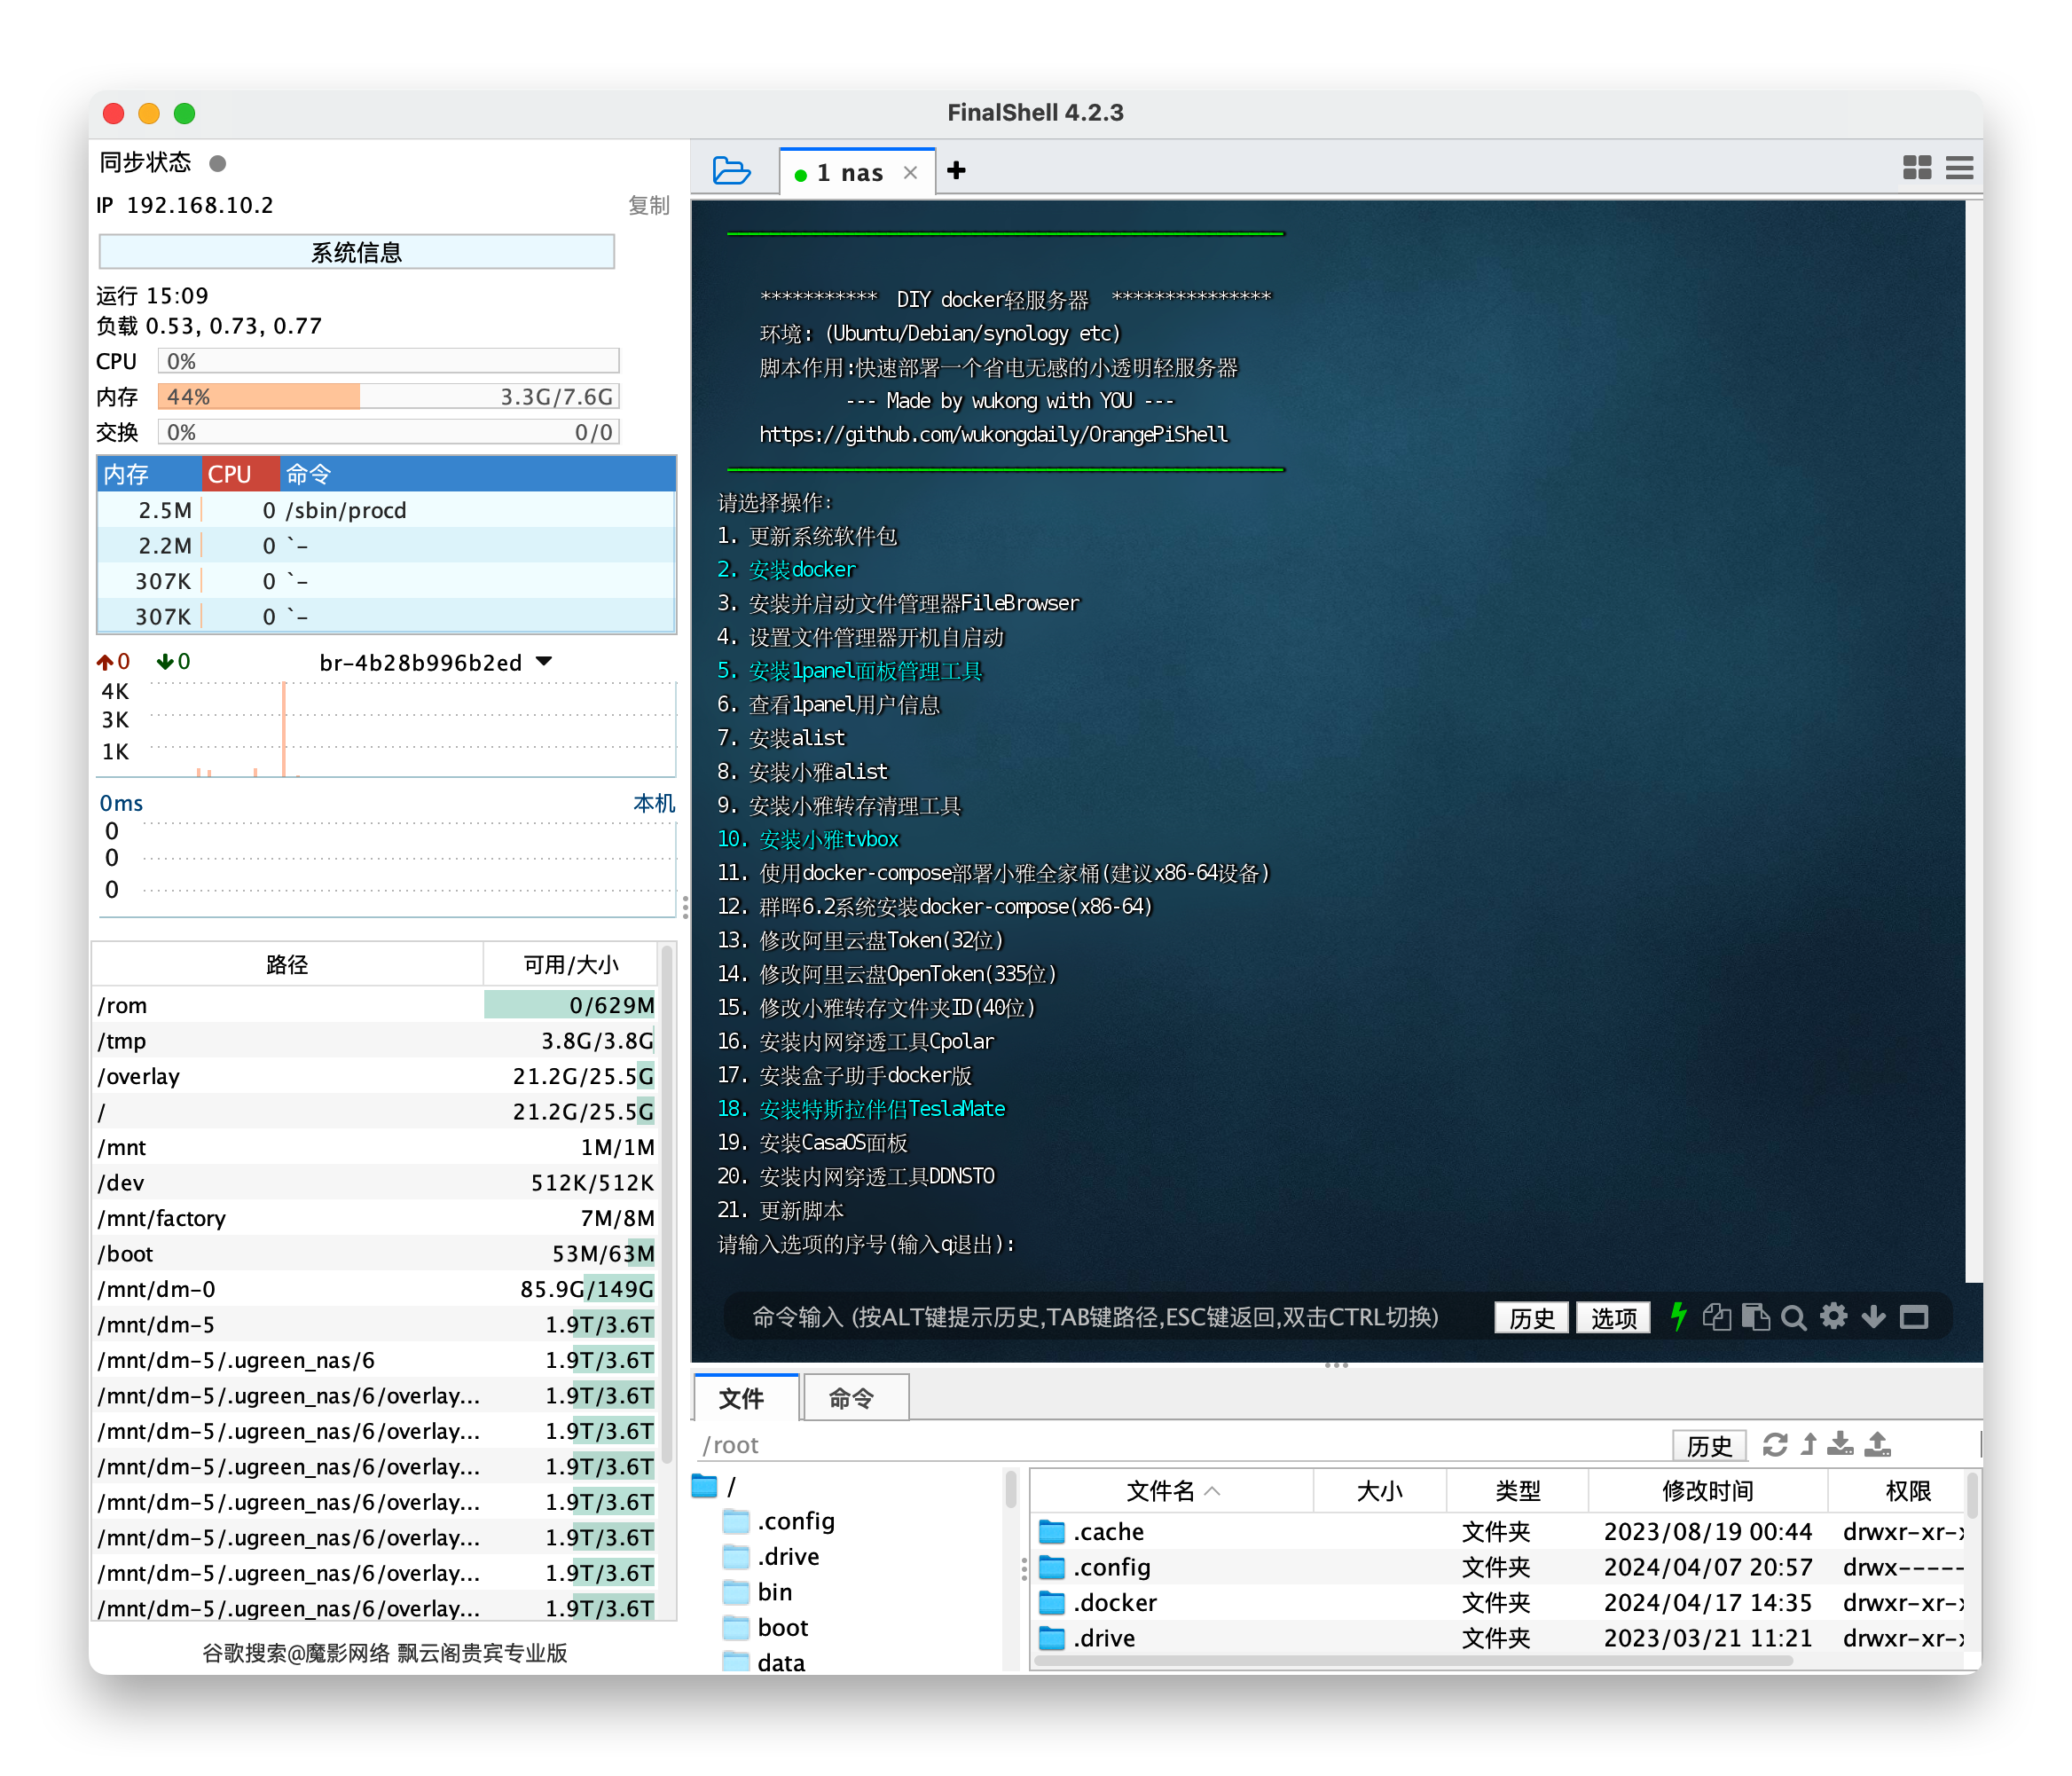 FinalShell 4.2.3
同步状态
IP 192.168.10.2 复制
系统信息
运行 15:09
负载 0.53, 0.73, 0.77
CPU 0%
内存 44% 3.3G/7.6G
交换 0% 0/0
内存 CPU 命令
2.5M 0 /sbin/procd
2.2M 0 `–
307K 0 `–
307K 0 `–
0 0 br-4b28b996b2ed
4K
3K
1K
0ms 本机
0
0
0
路径 可用/大小
/rom 0/629M
/tmp 3.8G/3.8G
/overlay 21.2G/25.5G
/ 21.2G/25.5G
/mnt 1M/1M
/dev 512K/512K
/mnt/factory 7M/8M
/boot 53M/63M
/mnt/dm-0 85.9G/149G
/mnt/dm-5 1.9T/3.6T
/mnt/dm-5/.ugreen_nas/6 1.9T/3.6T
/mnt/dm-5/.ugreen_nas/6/overlay... 1.9T/3.6T
/mnt/dm-5/.ugreen_nas/6/overlay... 1.9T/3.6T
/mnt/dm-5/.ugreen_nas/6/overlay... 1.9T/3.6T
/mnt/dm-5/.ugreen_nas/6/overlay... 1.9T/3.6T
/mnt/dm-5/.ugreen_nas/6/overlay... 1.9T/3.6T
/mnt/dm-5/.ugreen_nas/6/overlay... 1.9T/3.6T
/mnt/dm-5/.ugreen_nas/6/overlay... 1.9T/3.6T
谷歌搜索@魔影网络 飘云阁贵宾专业版
1 nas
*********** DIY docker轻服务器 ***************
环境: (Ubuntu/Debian/synology etc)
脚本作用:快速部署一个省电无感的小透明轻服务器
--- Made by wukong with YOU ---
https://github.com/wukongdaily/OrangePiShell
请选择操作:
1. 更新系统软件包
2. 安装docker
3. 安装并启动文件管理器FileBrowser
4. 设置文件管理器开机自启动
5. 安装1panel面板管理工具
6. 查看1panel用户信息
7. 安装alist
8. 安装小雅alist
9. 安装小雅转存清理工具
10. 安装小雅tvbox
11. 使用docker-compose部署小雅全家桶(建议x86-64设备)
12. 群晖6.2系统安装docker-compose(x86-64)
13. 修改阿里云盘Token(32位)
14. 修改阿里云盘OpenToken(335位)
15. 修改小雅转存文件夹ID(40位)
16. 安装内网穿透工具Cpolar
17. 安装盒子助手docker版
18. 安装特斯拉伴侣TeslaMate
19. 安装CasaOS面板
20. 安装内网穿透工具DDNSTO
21. 更新脚本
请输入选项的序号(输入q退出):
命令输入 (按ALT键提示历史,TAB键路径,ESC键返回,双击CTRL切换) 历史 选项
文件 命令
/root 历史
/
.config
.drive
bin
boot
data
文件名 大小 类型 修改时间 权限
.cache 文件夹 2023/08/19 00:44 drwxr-xr-x
.config 文件夹 2024/04/07 20:57 drwx-----
.docker 文件夹 2024/04/17 14:35 drwxr-xr-x
.drive 文件夹 2023/03/21 11:21 drwxr-xr-x